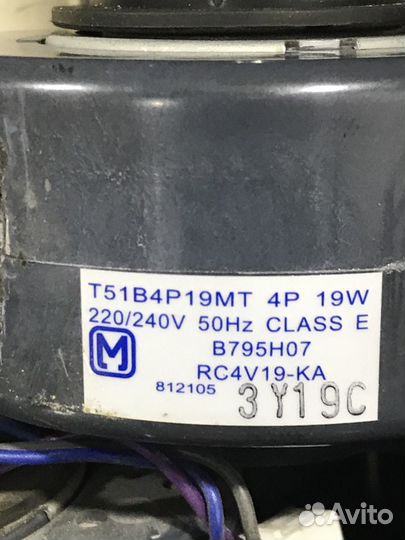 T51B4P19MT 4P 19W
220/240V 50Hz CLASS E
M B795H07
RC4V19-KA
812105 3Y19C
Avito